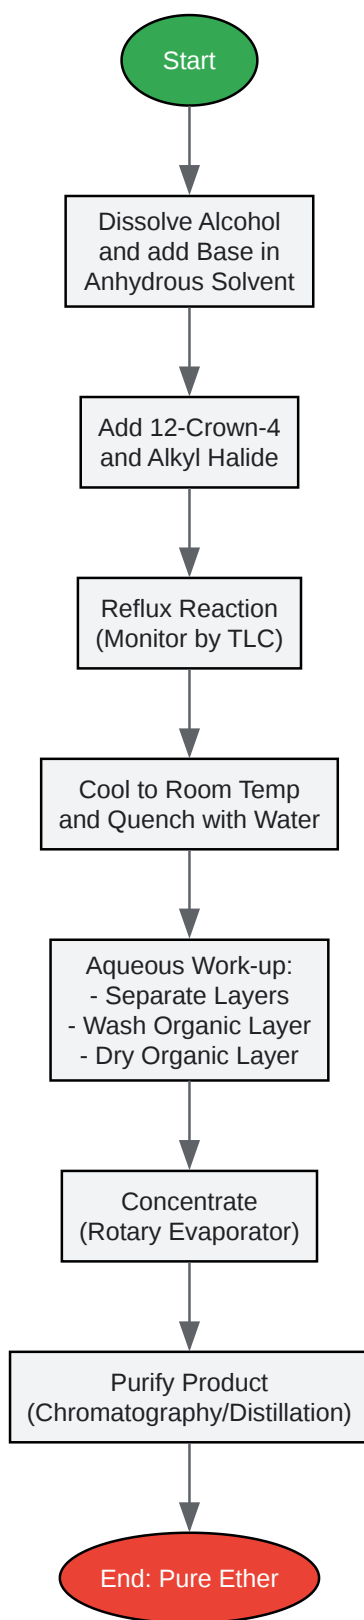 Start
Dissolve Alcohol
and add Base in
Anhydrous Solvent
Add 12-Crown-4
and Alkyl Halide
Reflux Reaction
(Monitor by TLC)
Cool to Room Temp
and Quench with Water
Aqueous Work-up:
- Separate Layers
- Wash Organic Layer
- Dry Organic Layer
Concentrate
(Rotary Evaporator)
Purify Product
(Chromatography/Distillation)
End: Pure Ether